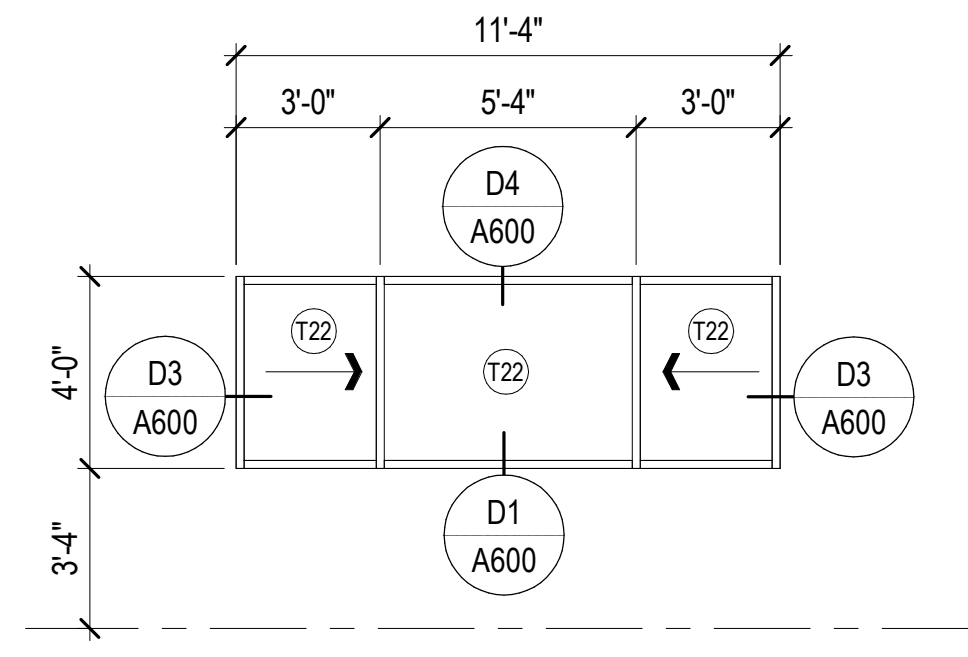 11'-4"
3'-0" 5'-4" 3'-0"
D4
A600
T22 T22
4'-0" D3 T22 D3
A600 A600
D1
3'-4" A600